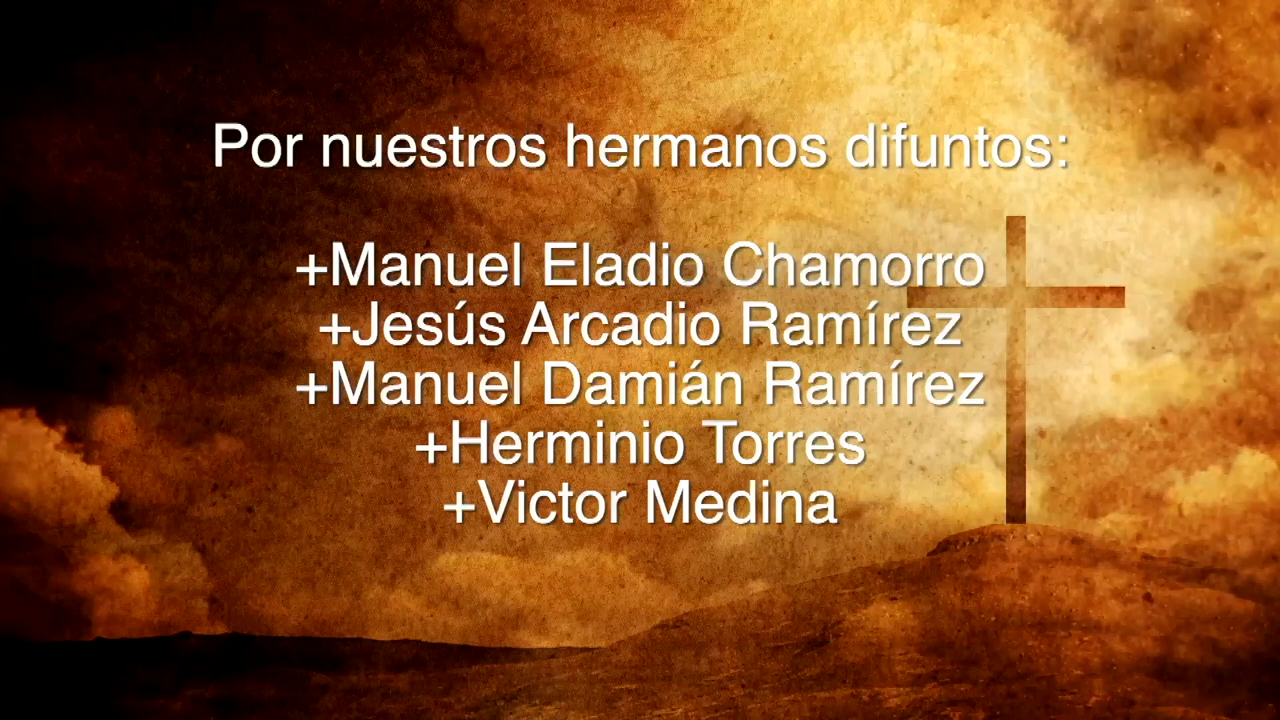 Por nuestros hermanos difuntos:
+Manuel Eladio Chamorro
+Jesús Arcadio Ramírez
+Manuel Damián Ramírez
+Herminio Torres
+Victor Medina